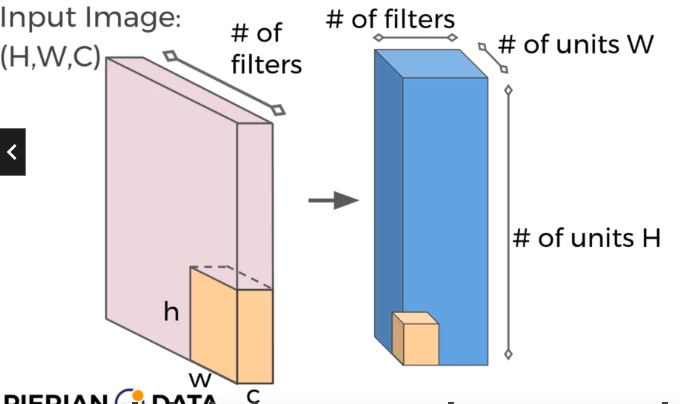 Input Image:
(H,W,C)
# of
filters
# of filters
# of units W
# of units H
h
w
c
PIERIAN DATA